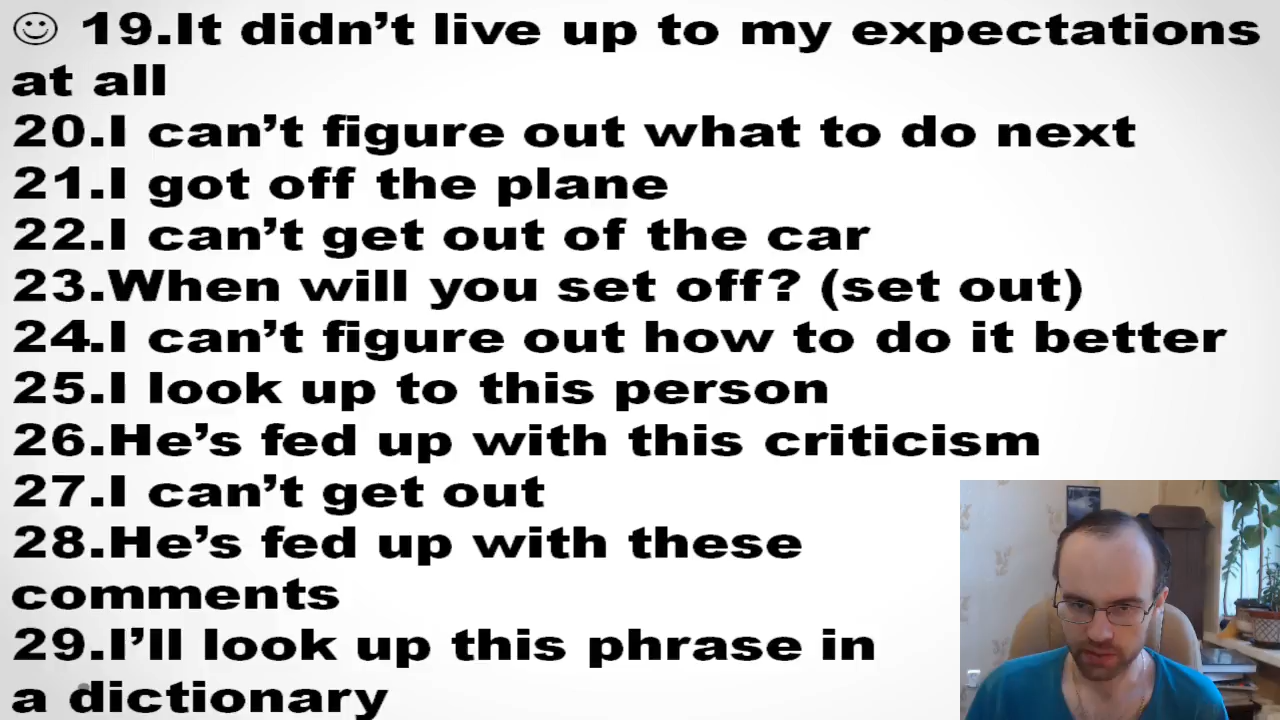 ☺ 19.It didn’t live up to my expectations
at all
20.I can’t figure out what to do next
21.I got off the plane
22.I can’t get out of the car
23.When will you set off? (set out)
24.I can’t figure out how to do it better
25.I look up to this person
26.He’s fed up with this criticism
27.I can’t get out
28.He’s fed up with these
comments
29.I’ll look up this phrase in
a dictionary